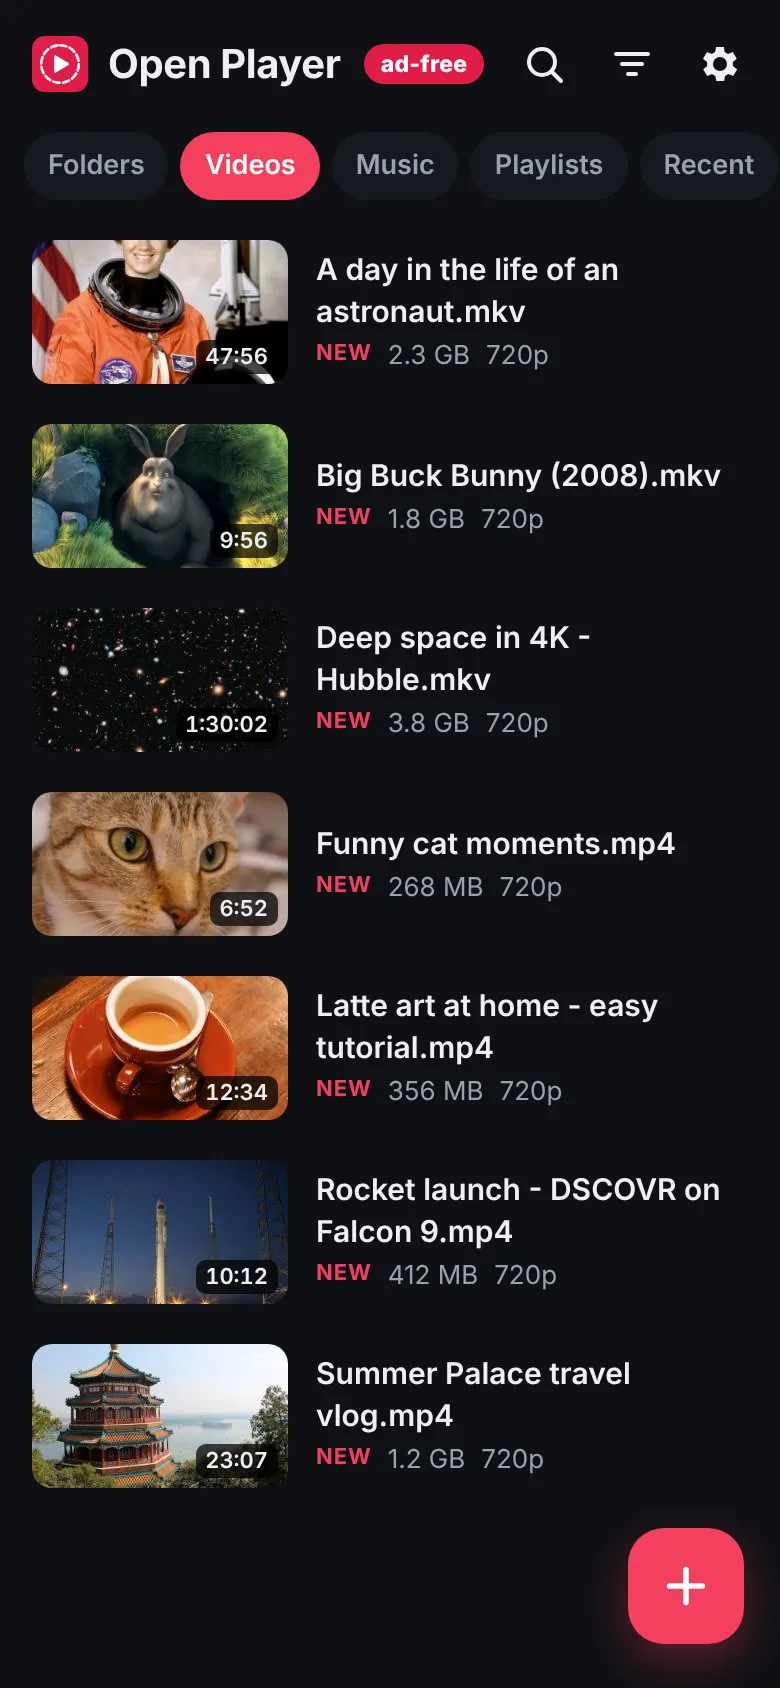 Open Player ad-free
Folders Videos Music Playlists Recent
A day in the life of an
astronaut.mkv
47:56
NEW 2.3 GB 720p
Big Buck Bunny (2008).mkv
NEW 1.8 GB 720p
9:56
Deep space in 4K -
Hubble.mkv
NEW 3.8 GB 720p
1:30:02
Funny cat moments.mp4
NEW 268 MB 720p
6:52
Latte art at home - easy
tutorial.mp4
NEW 356 MB 720p
12:34
Rocket launch - DSCOVR on
Falcon 9.mp4
NEW 412 MB 720p
10:12
Summer Palace travel
vlog.mp4
NEW 1.2 GB 720p
23:07